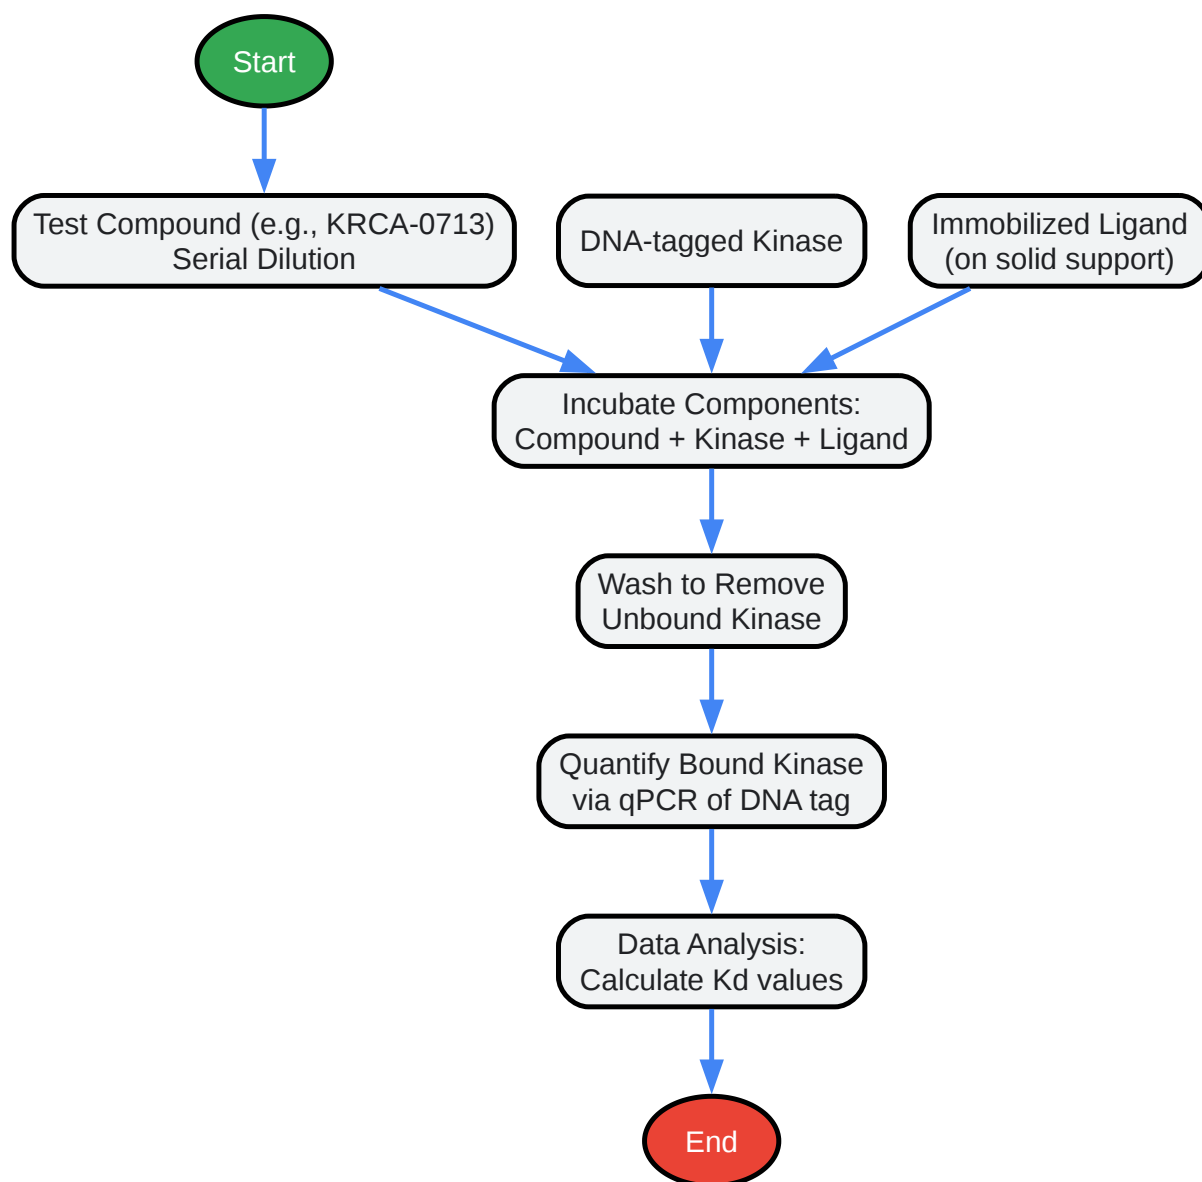 Start
Test Compound (e.g., KRCA-0713)
Serial Dilution
DNA-tagged Kinase
Immobilized Ligand
(on solid support)
Incubate Components:
Compound + Kinase + Ligand
Wash to Remove
Unbound Kinase
Quantify Bound Kinase
via qPCR of DNA tag
Data Analysis:
Calculate Kd values
End